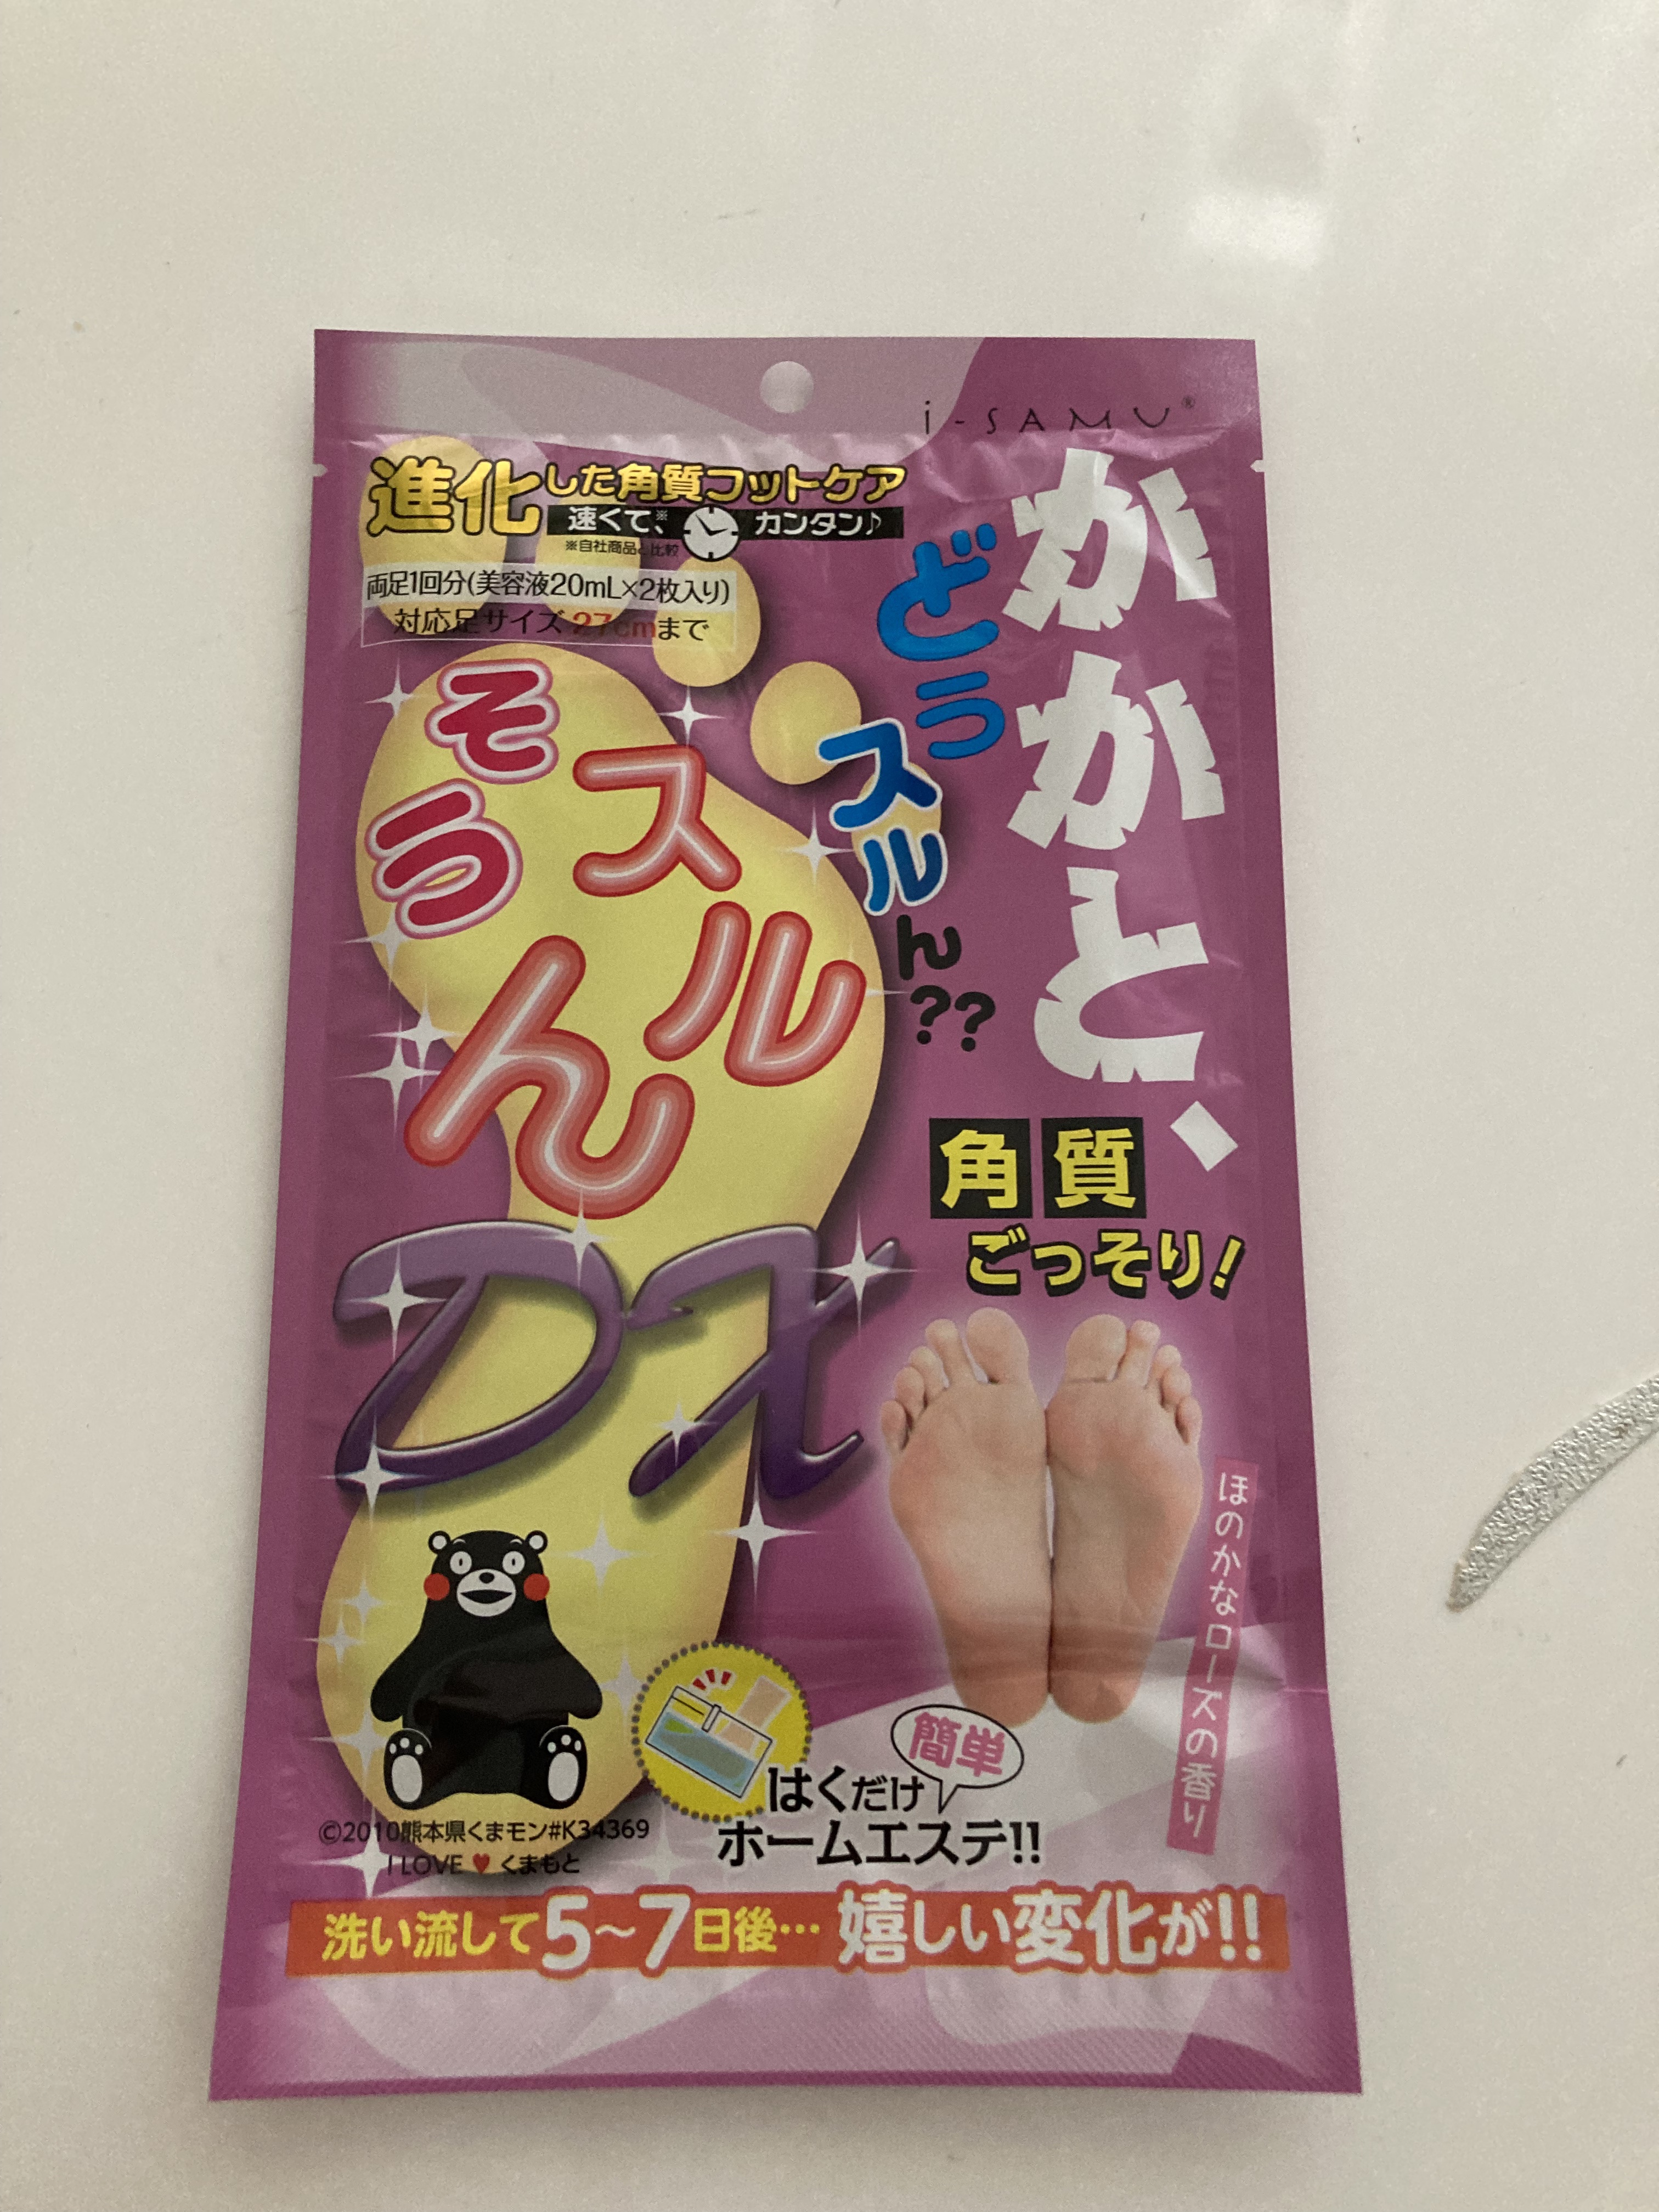 i-SAMU®
進化した角質フットケア
速くて、※ カンタン♪
※自社商品と比較
両足1回分(美容液20mL×2枚入り)
対応足サイズ 27cmまで
かかと、
どうスルん??
そうスルん
DX
角質
ごっそり!
ほのかなローズの香り
簡単
はくだけ
ホームエステ!!
©2010熊本県くまモン#K34369
I LOVE ♥ くまもと
洗い流して5~7日後… 嬉しい変化が!!